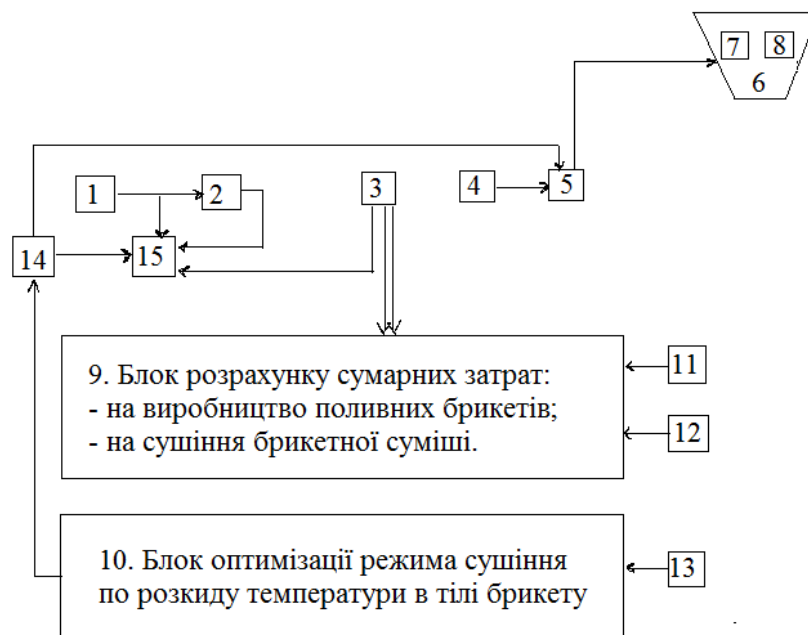 7 8
6
1 2 3 4 5
14 15
9. Блок розрахунку сумарних затрат:
- на виробництво поливних брикетів;
- на сушіння брикетної суміші.
11
12
10. Блок оптимізації режима сушіння
по розкиду температури в тілі брикету
13